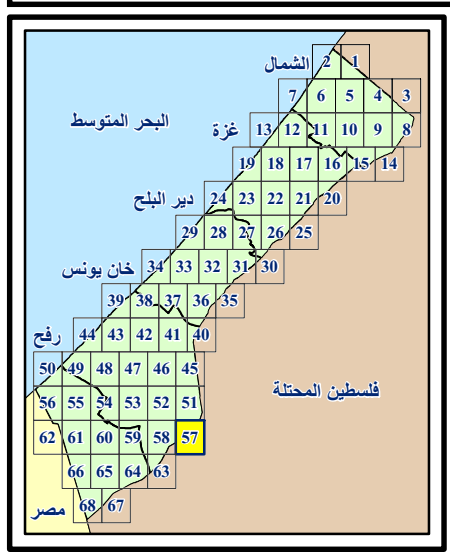 الشمال
2 1
7 6 5 4 3
البحر المتوسط
غزة
13 12 11 10 9 8
19 18 17 16 15 14
دير البلح
24 23 22 21 20
29 28 27 26 25
خان يونس
34 33 32 31 30
39 38 37 36 35
رفح
44 43 42 41 40
50 49 48 47 46 45
فلسطين المحتلة
56 55 54 53 52 51
62 61 60 59 58 57
66 65 64 63
مصر
68 67